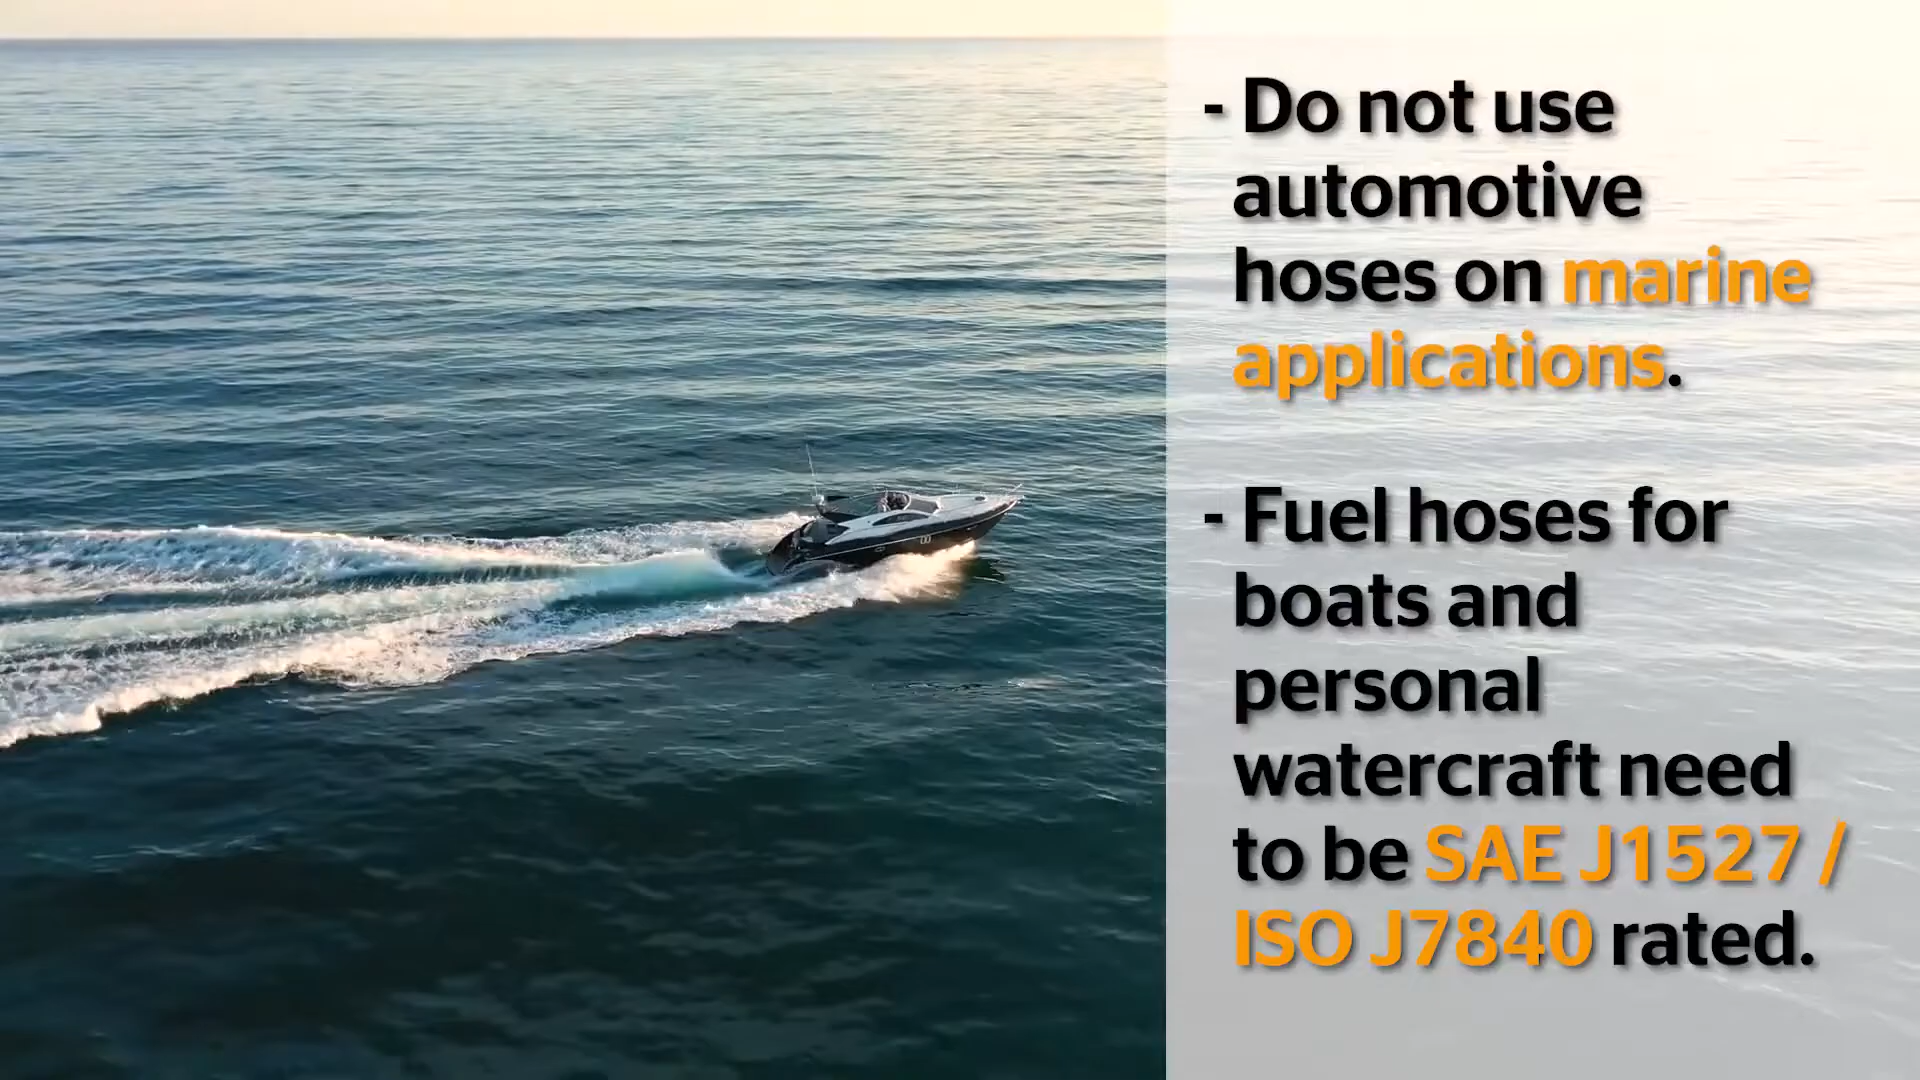 - Do not use
automotive
hoses on marine
applications.
- Fuel hoses for
boats and
personal
watercraft need
to be SAE J1527 /
ISO J7840 rated.